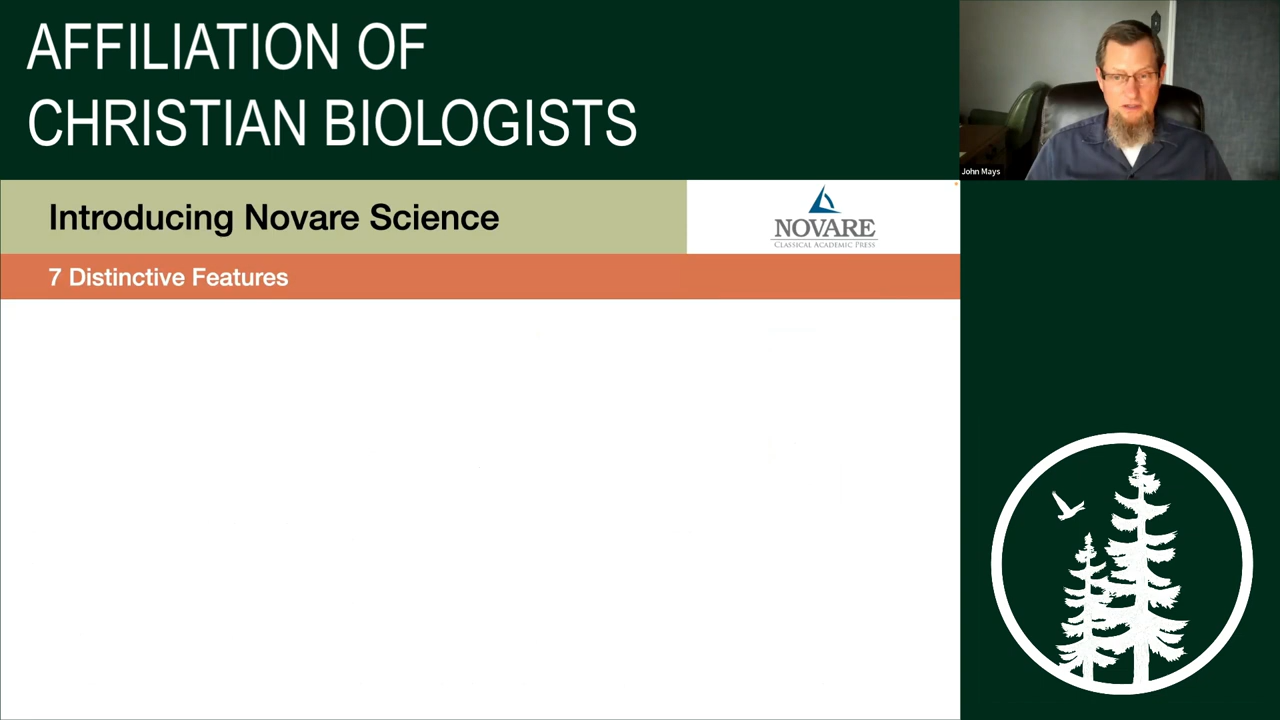 AFFILIATION OF
CHRISTIAN BIOLOGISTS
John Mays
Introducing Novare Science
NOVARE
CLASSICAL ACADEMIC PRESS
7 Distinctive Features